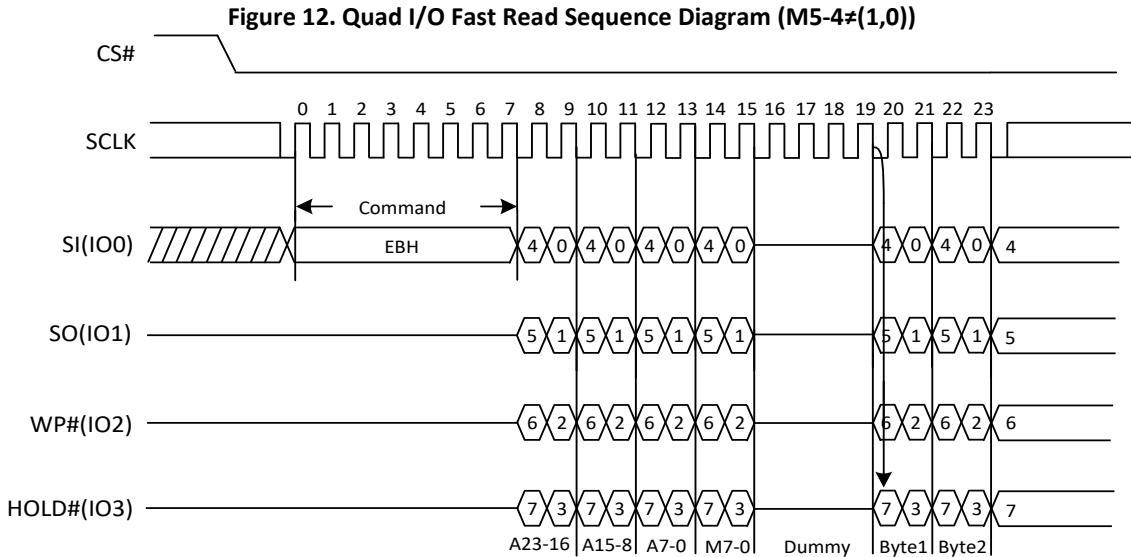 Figure 12. Quad I/O Fast Read Sequence Diagram (M5-4≠(1,0))
CS#
0 1 2 3 4 5 6 7 8 9 10 11 12 13 14 15 16 17 18 19 20 21 22 23
SCLK
Command
SI(IO0) EBH 4 0 4 0 4 0 4 0 4 0 4 0 4
SO(IO1) 5 1 5 1 5 1 5 1 5 1 5 1 5
WP#(IO2) 6 2 6 2 6 2 6 2 6 2 6 2 6
HOLD#(IO3) 7 3 7 3 7 3 7 3 7 3 7 3 7
A23-16 A15-8 A7-0 M7-0 Dummy Byte1 Byte2